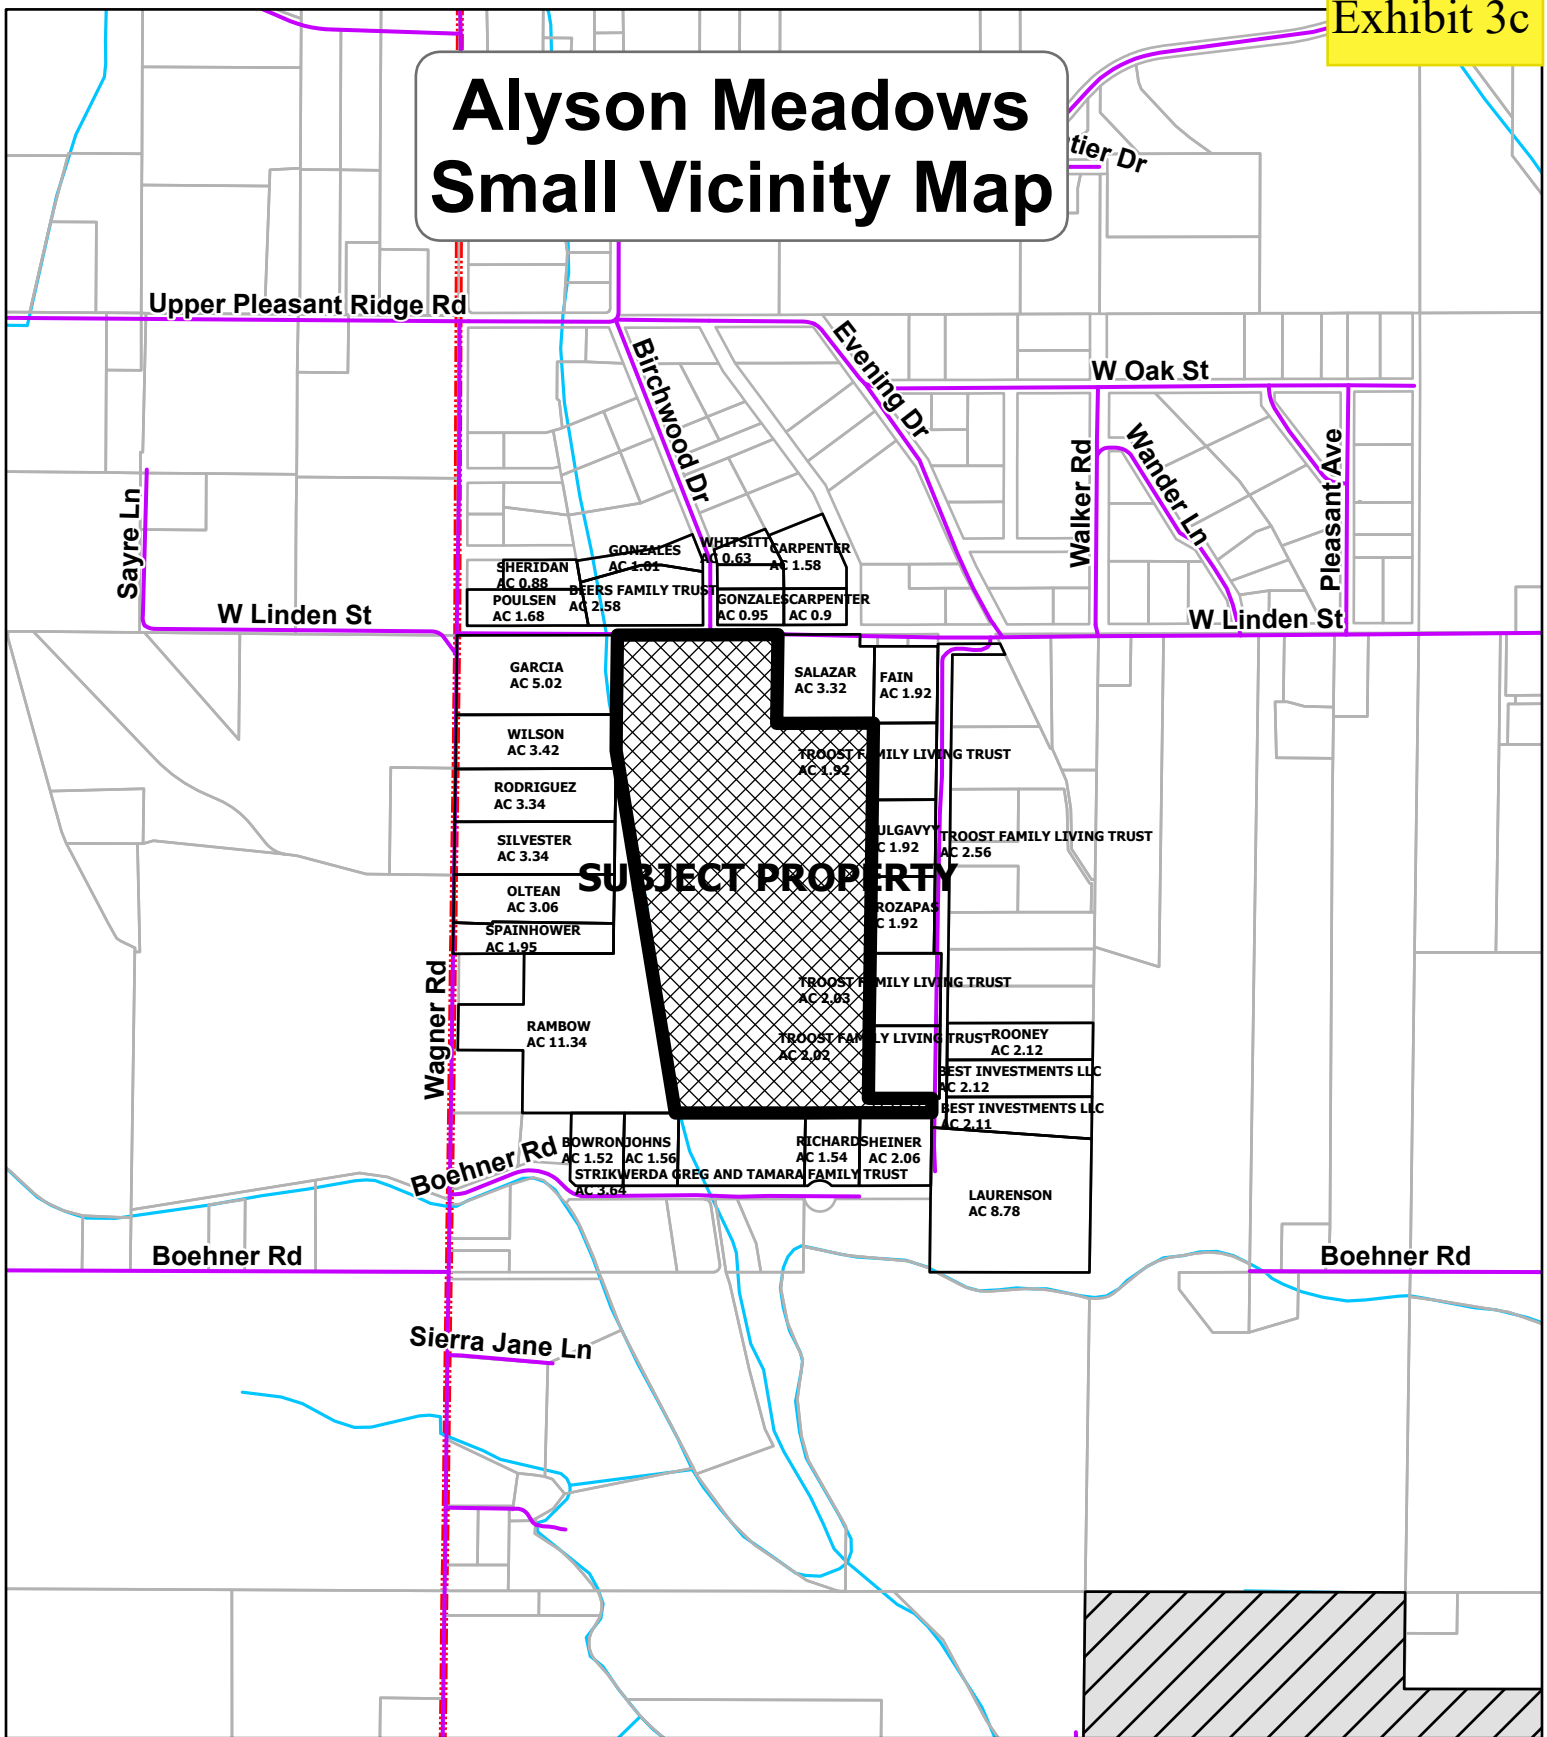 Exhibit 3c
Alyson Meadows
Small Vicinity Map
tier Dr
Upper Pleasant Ridge Rd
Birchwood Dr
Evening Dr
W Oak St
Walker Rd
Wander Ln
Pleasant Ave
Sayre Ln
W Linden St
W Linden St
SHERIDAN
AC 0.88
GONZALES
AC 1.01
WHITSITT
AC 0.63
CARPENTER
AC 1.58
POULSEN
AC 1.68
BEERS FAMILY TRUST
AC 2.58
GONZALES
AC 0.95
CARPENTER
AC 0.9
GARCIA
AC 5.02
SALAZAR
AC 3.32
FAIN
AC 1.92
WILSON
AC 3.42
TROOST FAMILY LIVING TRUST
AC 1.92
RODRIGUEZ
AC 3.34
SILVESTER
AC 3.34
ULGAVYY
C 1.92
TROOST FAMILY LIVING TRUST
AC 2.56
SUBJECT PROPERTY
OLTEAN
AC 3.06
ROZAPAS
C 1.92
SPAINHOWER
AC 1.95
Wagner Rd
TROOST FAMILY LIVING TRUST
AC 2.03
RAMBOW
AC 11.34
TROOST FAMILY LIVING TRUST
AC 2.02
ROONEY
AC 2.12
BEST INVESTMENTS LLC
AC 2.12
BEST INVESTMENTS LLC
AC 2.11
BOWRON
AC 1.52
JOHNS
AC 1.56
RICHARDS
AC 1.54
HEINER
AC 2.06
STRIKWERDA GREG AND TAMARA FAMILY TRUST
AC 3.64
LAURENSON
AC 8.78
Boehner Rd
Boehner Rd
Boehner Rd
Sierra Jane Ln